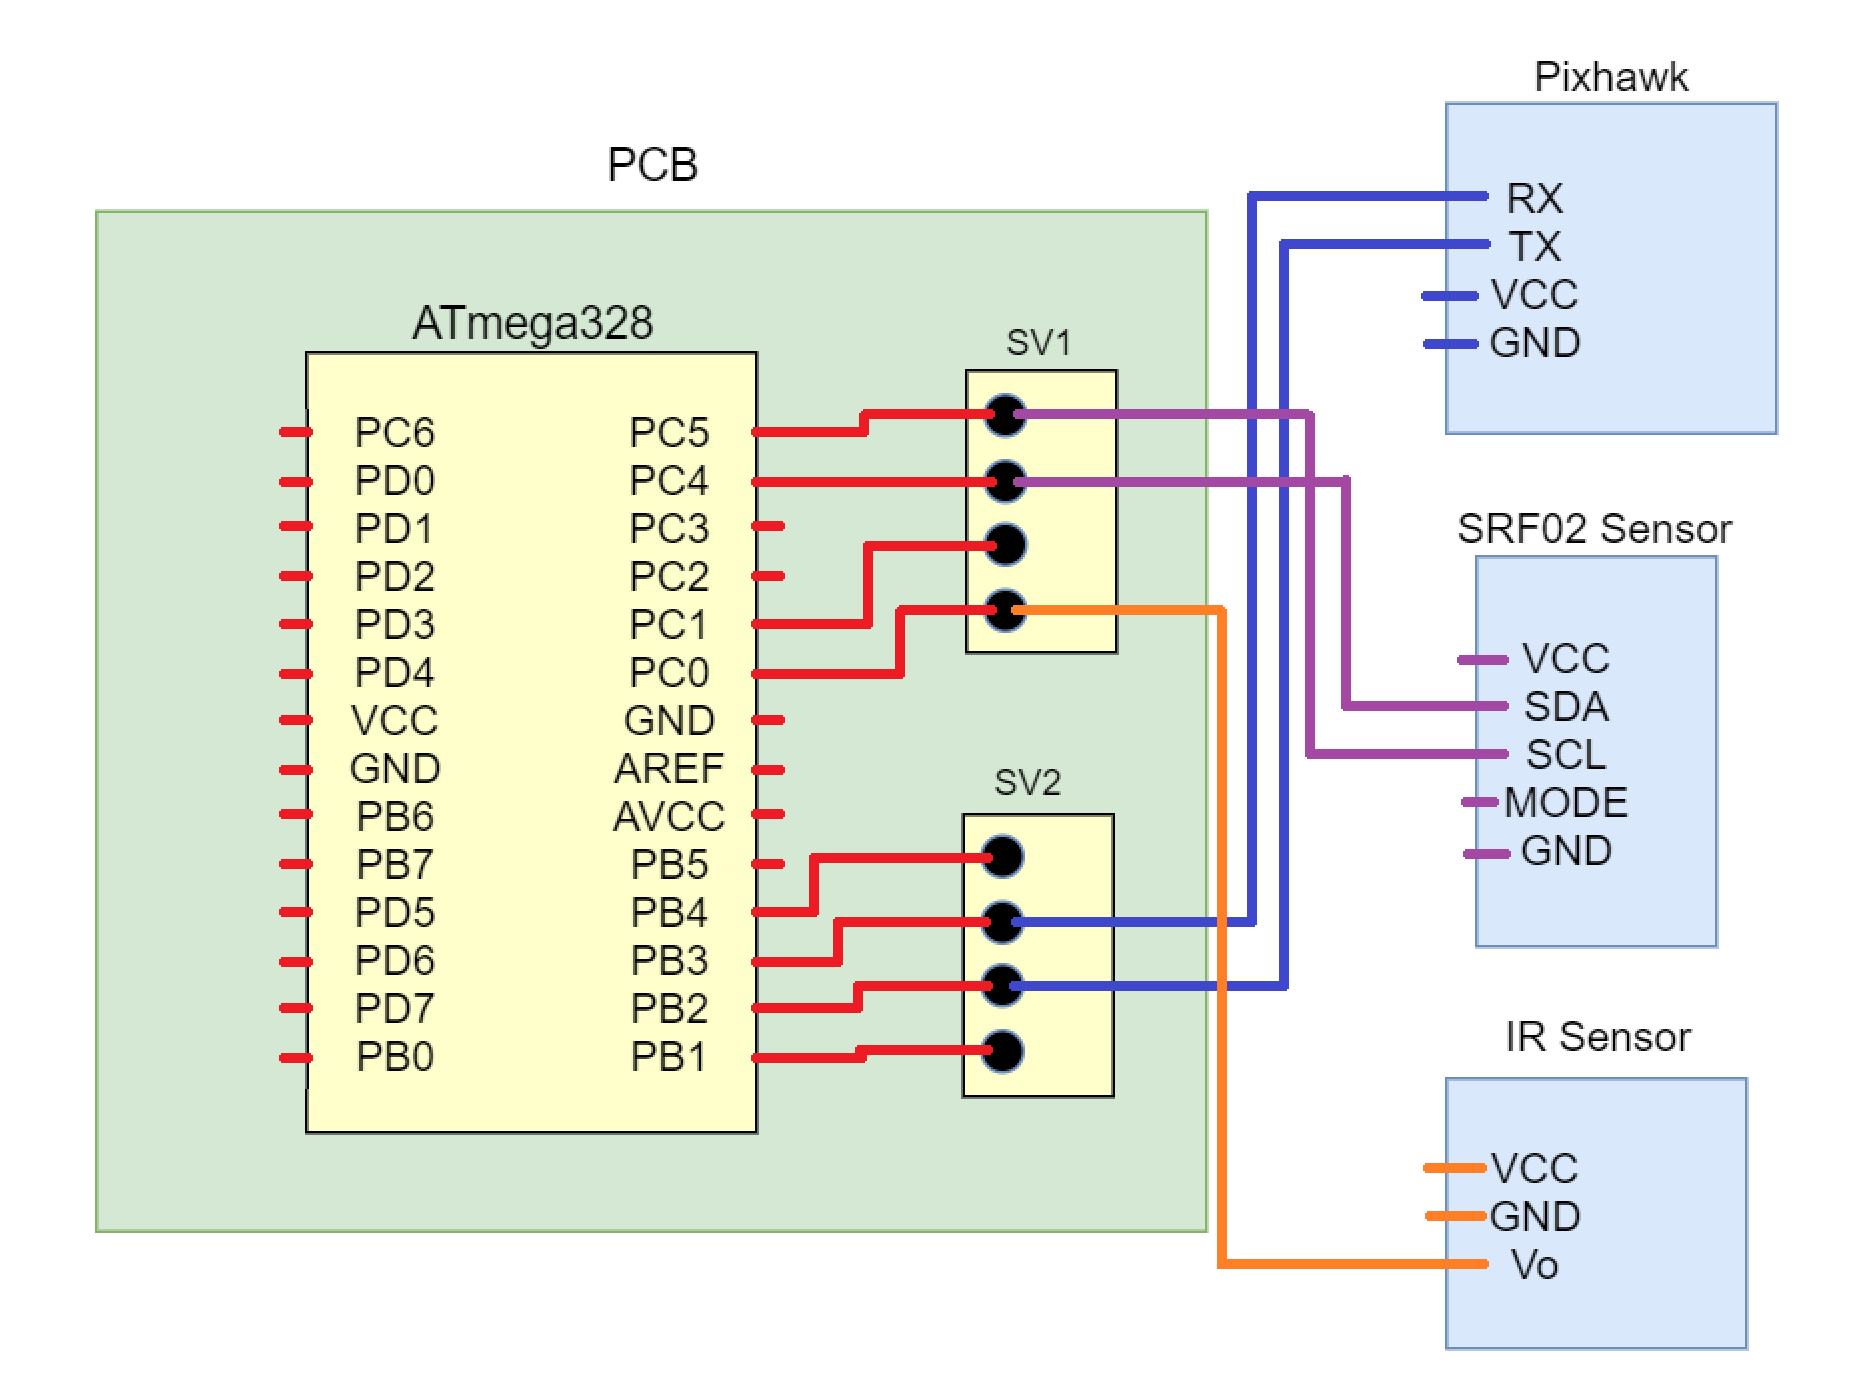 PCB
ATmega328
PC6
PD0
PD1
PD2
PD3
PD4
VCC
GND
PB6
PB7
PD5
PD6
PD7
PB0
PC5
PC4
PC3
PC2
PC1
PC0
GND
AREF
AVCC
PB5
PB4
PB3
PB2
PB1
SV1
SV2
Pixhawk
RX
TX
VCC
GND
SRF02 Sensor
VCC
SDA
SCL
MODE
GND
IR Sensor
VCC
GND
Vo